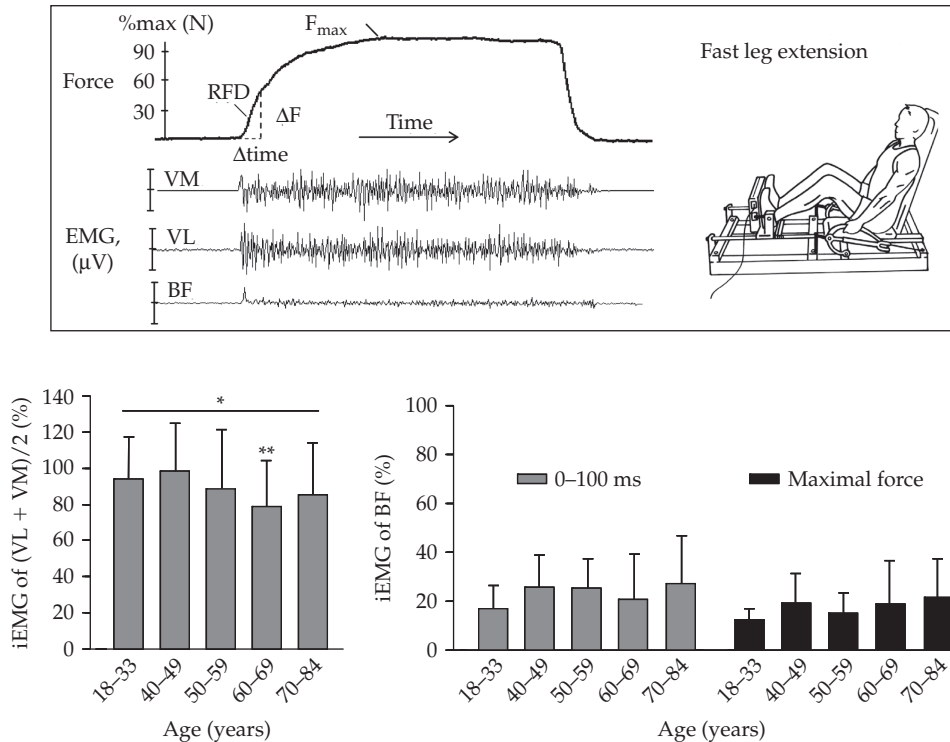 %max (N)
F_max
90
60
30
Force
RFD
ΔF
Δtime
Time
Fast leg extension
VM
EMG,
(μV)
VL
BF
iEMG of (VL + VM)/2 (%)
140
120
100
80
60
40
20
0
*
**
18–33
40–49
50–59
60–69
70–84
Age (years)
iEMG of BF (%)
100
80
60
40
20
0
0–100 ms
Maximal force
18–33
40–49
50–59
60–69
70–84
18–33
40–49
50–59
60–69
70–84
Age (years)